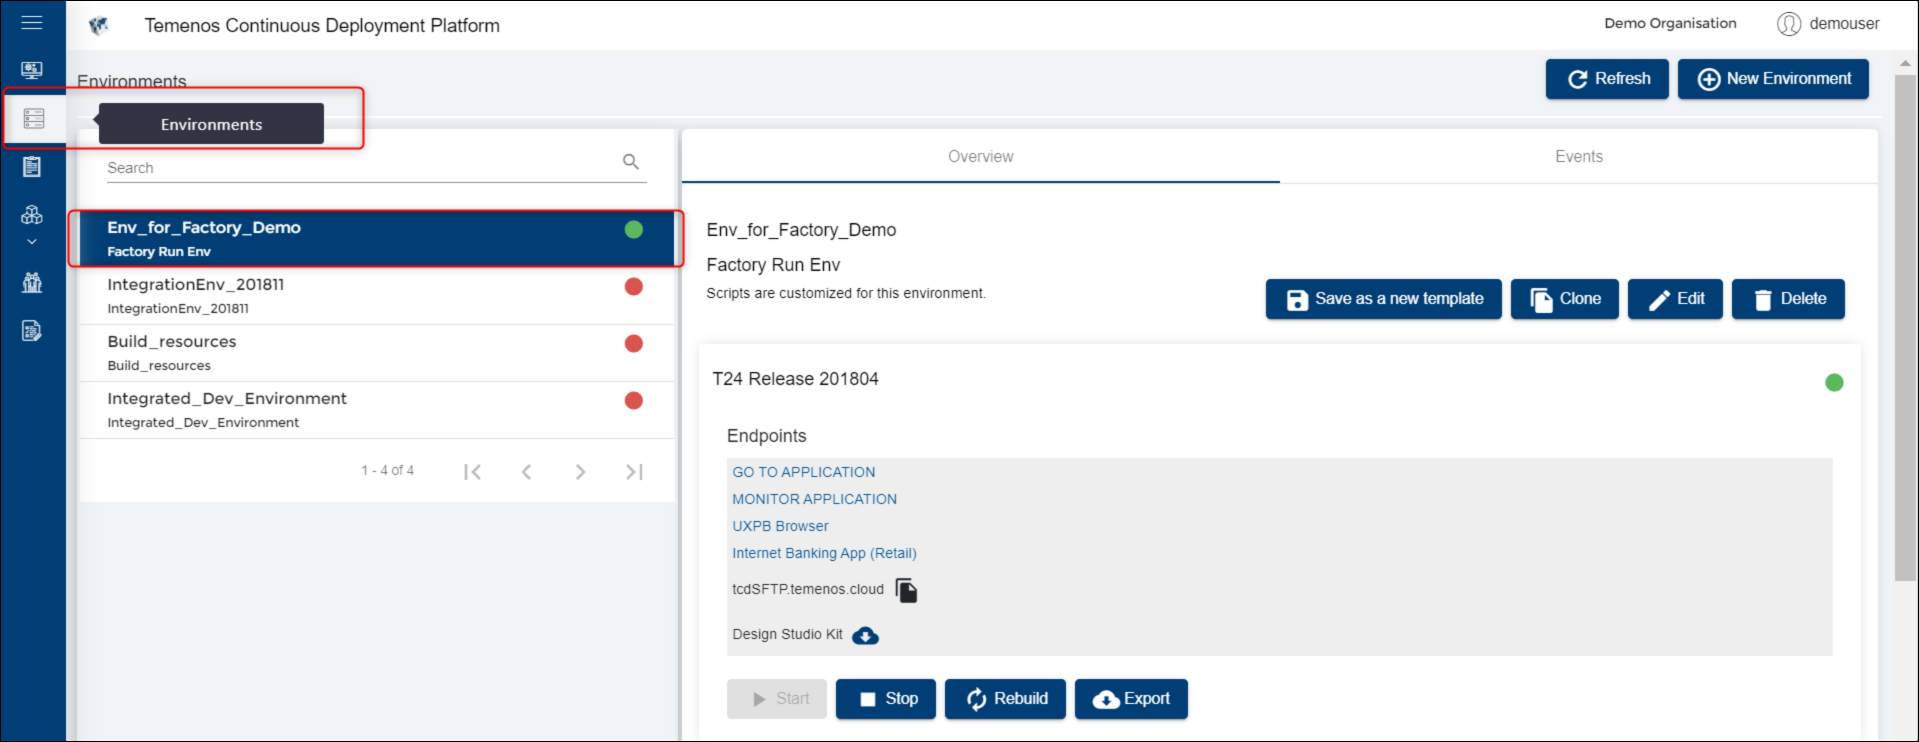 Temenos Continuous Deployment Platform
Demo Organisation
demouser
Environments
Refresh
New Environment
Environments
Search
Overview
Events
Env_for_Factory_Demo
Factory Run Env
IntegrationEnv_201811
IntegrationEnv_201811
Build_resources
Build_resources
Integrated_Dev_Environment
Integrated_Dev_Environment
1 - 4 of 4
Env_for_Factory_Demo
Factory Run Env
Scripts are customized for this environment.
Save as a new template
Clone
Edit
Delete
T24 Release 201804
Endpoints
GO TO APPLICATION
MONITOR APPLICATION
UXPB Browser
Internet Banking App (Retail)
tcdSFTP.temenos.cloud
Design Studio Kit
Start
Stop
Rebuild
Export